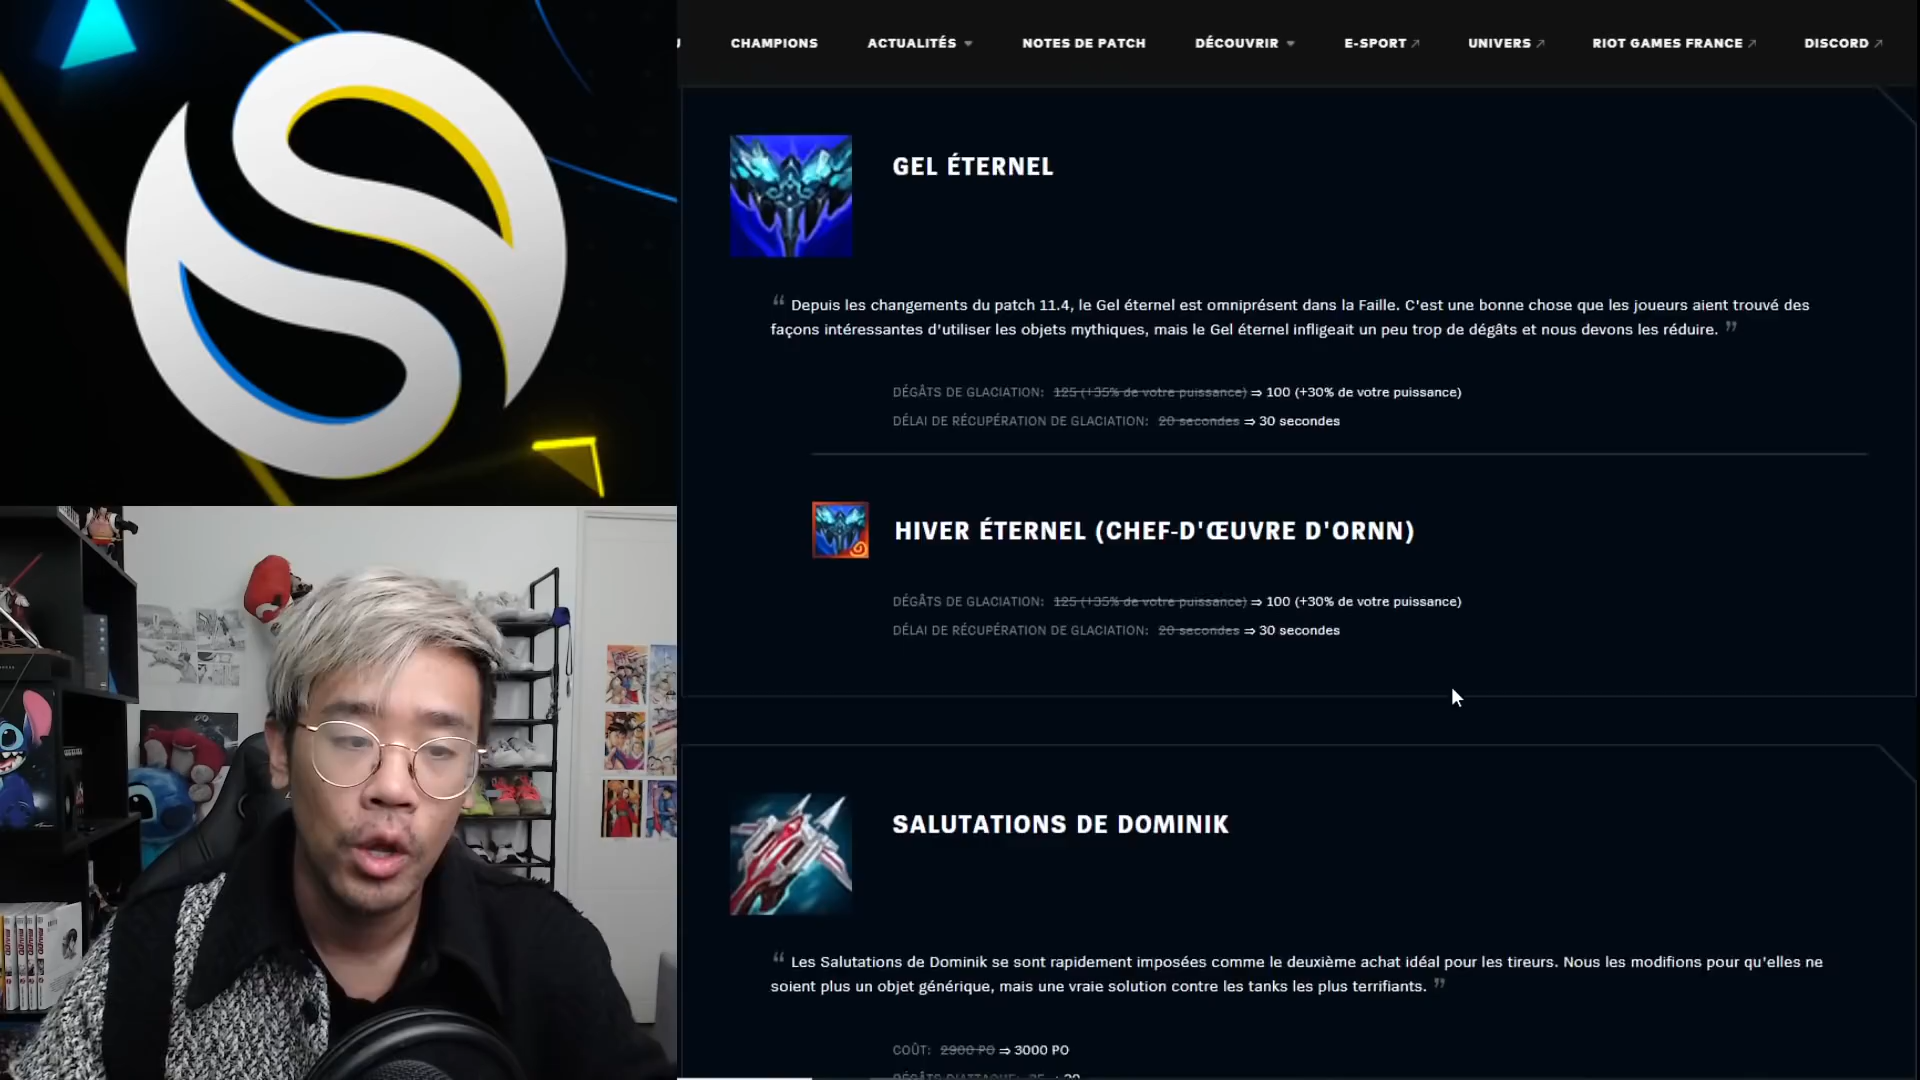 CHAMPIONS ACTUALITÉS NOTES DE PATCH DÉCOUVRIR E-SPORT UNIVERS RIOT GAMES FRANCE DISCORD
GEL ÉTERNEL
“ Depuis les changements du patch 11.4, le Gel éternel est omniprésent dans la Faille. C'est une bonne chose que les joueurs aient trouvé des
façons intéressantes d'utiliser les objets mythiques, mais le Gel éternel infligeait un peu trop de dégâts et nous devons les réduire. ”
DÉGÂTS DE GLACIATION: 125 (+35% de votre puissance) ⇒ 100 (+30% de votre puissance)
DÉLAI DE RÉCUPÉRATION DE GLACIATION: 20 secondes ⇒ 30 secondes
HIVER ÉTERNEL (CHEF-D'ŒUVRE D'ORNN)
DÉGÂTS DE GLACIATION: 125 (+35% de votre puissance) ⇒ 100 (+30% de votre puissance)
DÉLAI DE RÉCUPÉRATION DE GLACIATION: 20 secondes ⇒ 30 secondes
SALUTATIONS DE DOMINIK
“ Les Salutations de Dominik se sont rapidement imposées comme le deuxième achat idéal pour les tireurs. Nous les modifions pour qu'elles ne
soient plus un objet générique, mais une vraie solution contre les tanks les plus terrifiants. ”
COÛT: 2900 PO ⇒ 3000 PO